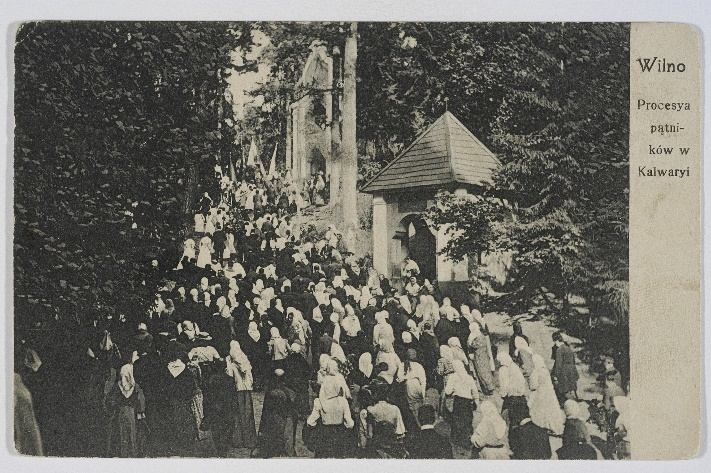 Wilno
Procesya
pątni-
ków w
Kalwaryi